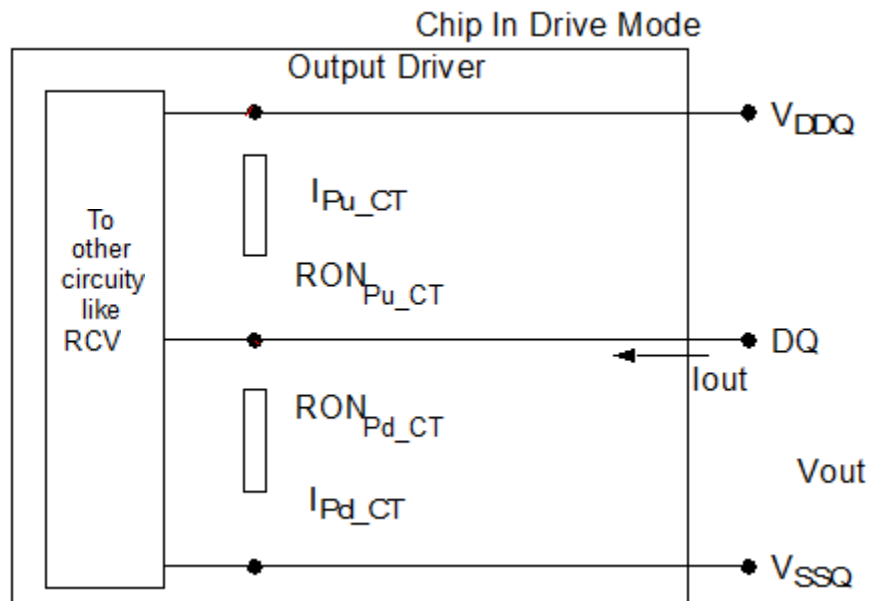 Chip In Drive Mode
Output Driver
VDDQ
IPu_CT
To
other
circuity
like
RCV
RONPu_CT
DQ
Iout
RONPd_CT
Vout
IPd_CT
VSSQ